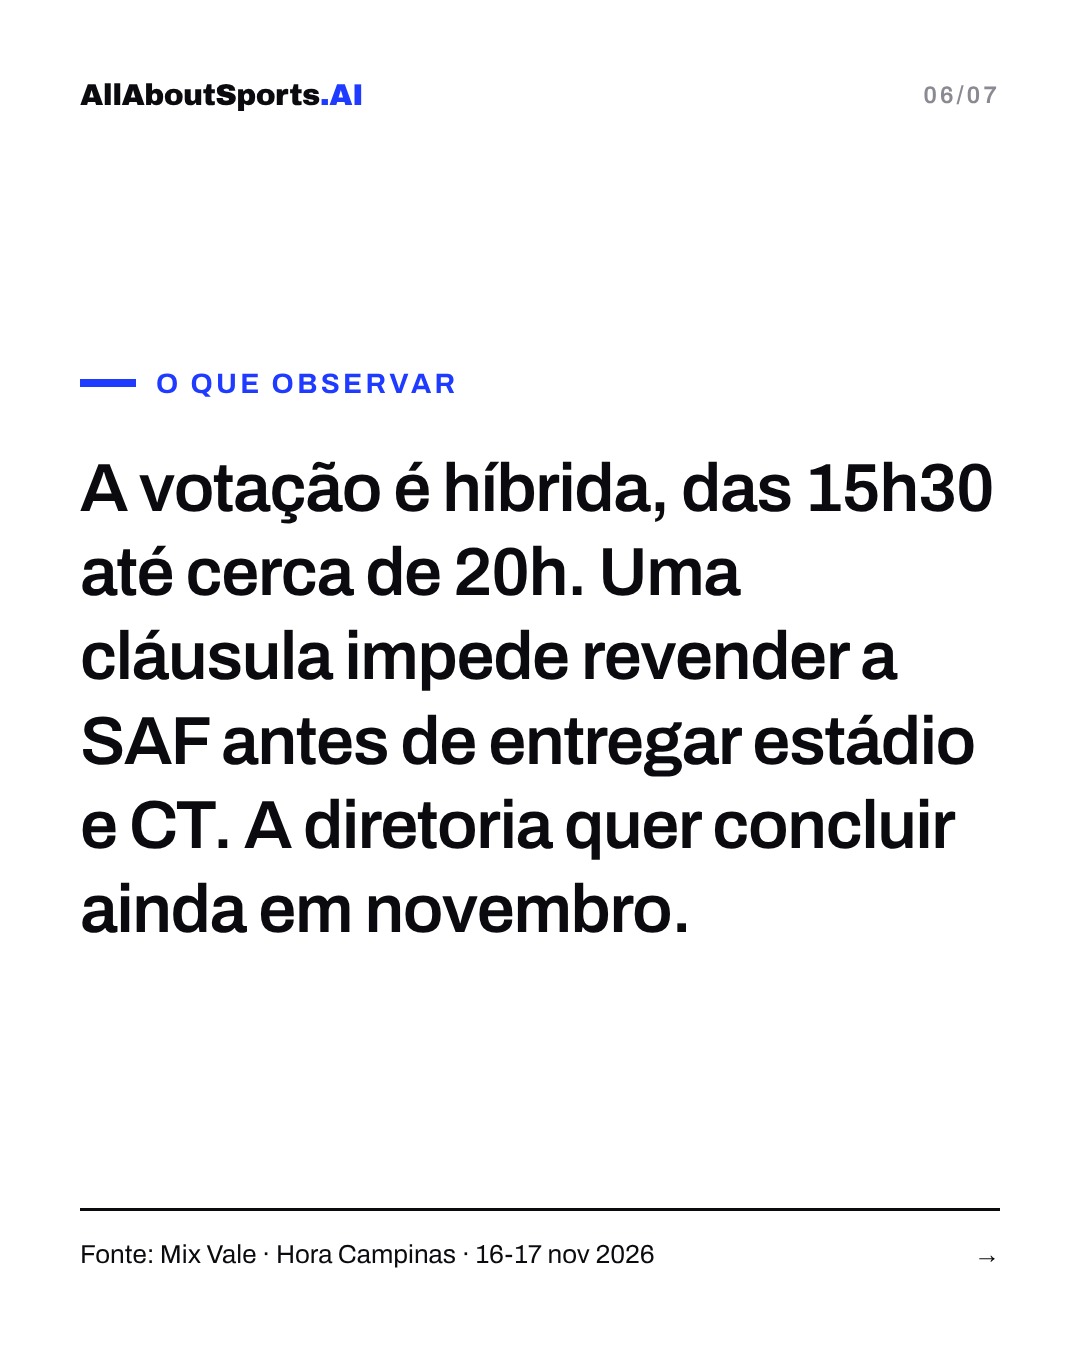 AllAboutSports.AI
06/07
O QUE OBSERVAR
A votação é híbrida, das 15h30
até cerca de 20h. Uma
cláusula impede revender a
SAF antes de entregar estádio
e CT. A diretoria quer concluir
ainda em novembro.
Fonte: Mix Vale · Hora Campinas · 16-17 nov 2026
→